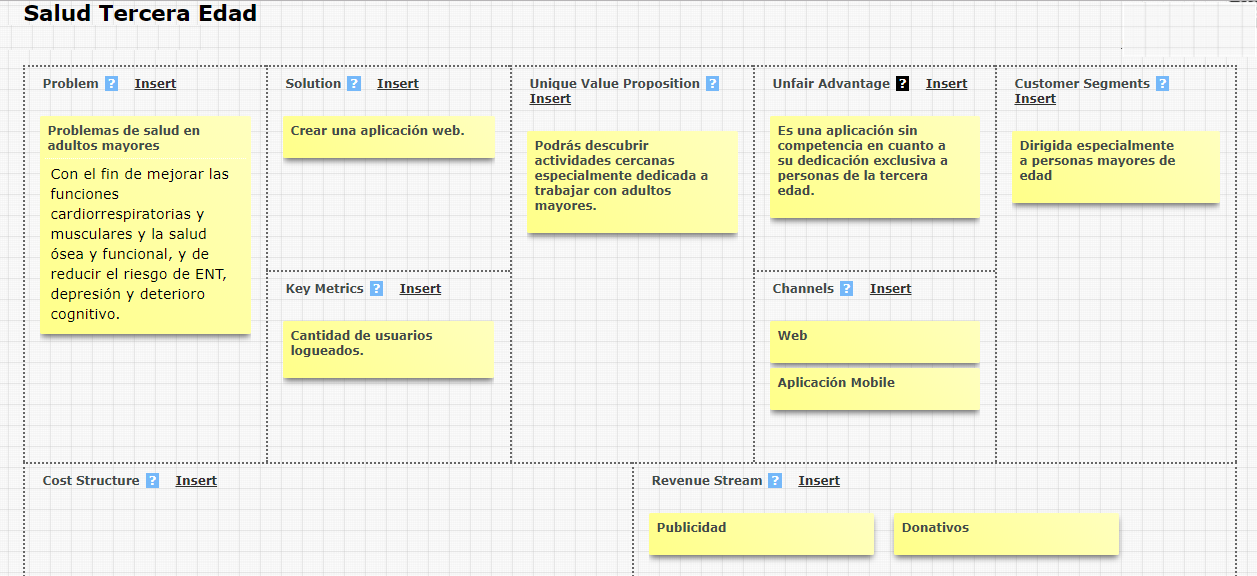 Salud Tercera Edad
Problem ? Insert
Problemas de salud en
adultos mayores
Con el fin de mejorar las
funciones
cardiorrespiratorias y
musculares y la salud
ósea y funcional, y de
reducir el riesgo de ENT,
depresión y deterioro
cognitivo.
Solution ? Insert
Crear una aplicación web.
Key Metrics ? Insert
Cantidad de usuarios
logueados.
Unique Value Proposition ?
Insert
Podrás descubrir
actividades cercanas
especialmente dedicada a
trabajar con adultos
mayores.
Unfair Advantage ? Insert
Es una aplicación sin
competencia en cuanto a
su dedicación exclusiva a
personas de la tercera
edad.
Channels ? Insert
Web
Aplicación Mobile
Customer Segments ?
Insert
Dirigida especialmente
a personas mayores de
edad
Cost Structure ? Insert
Revenue Stream ? Insert
Publicidad
Donativos